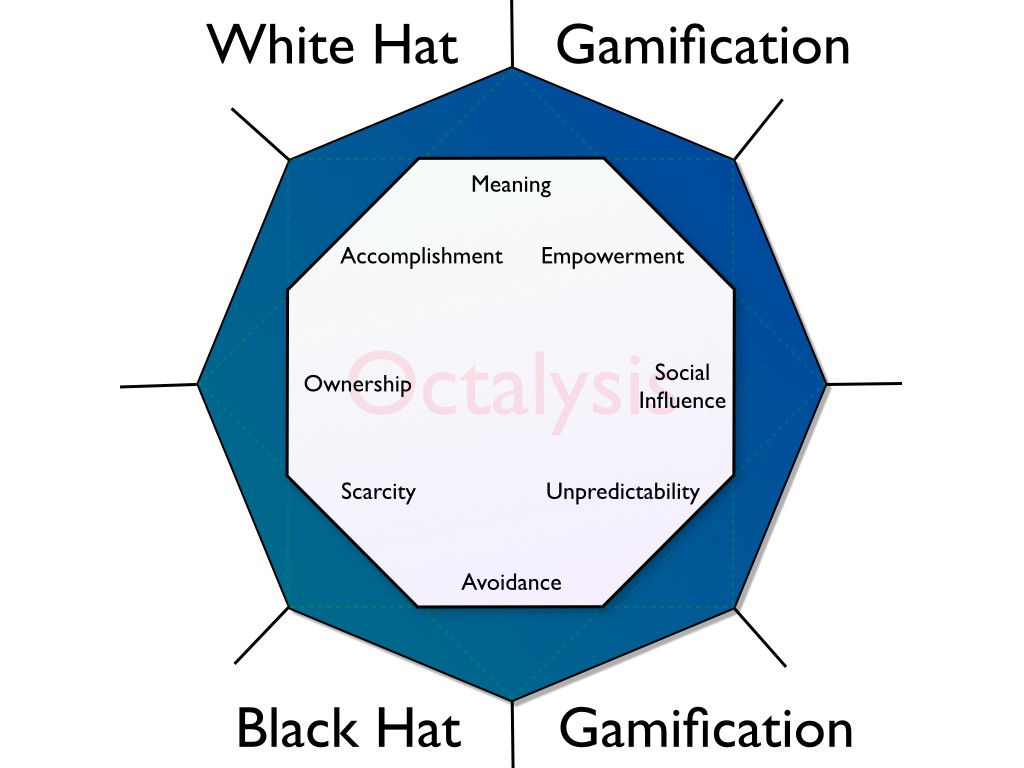 White Hat Gamification
Meaning
Accomplishment Empowerment
Octalysis
Ownership
Social
Influence
Scarcity Unpredictability
Avoidance
Black Hat Gamification